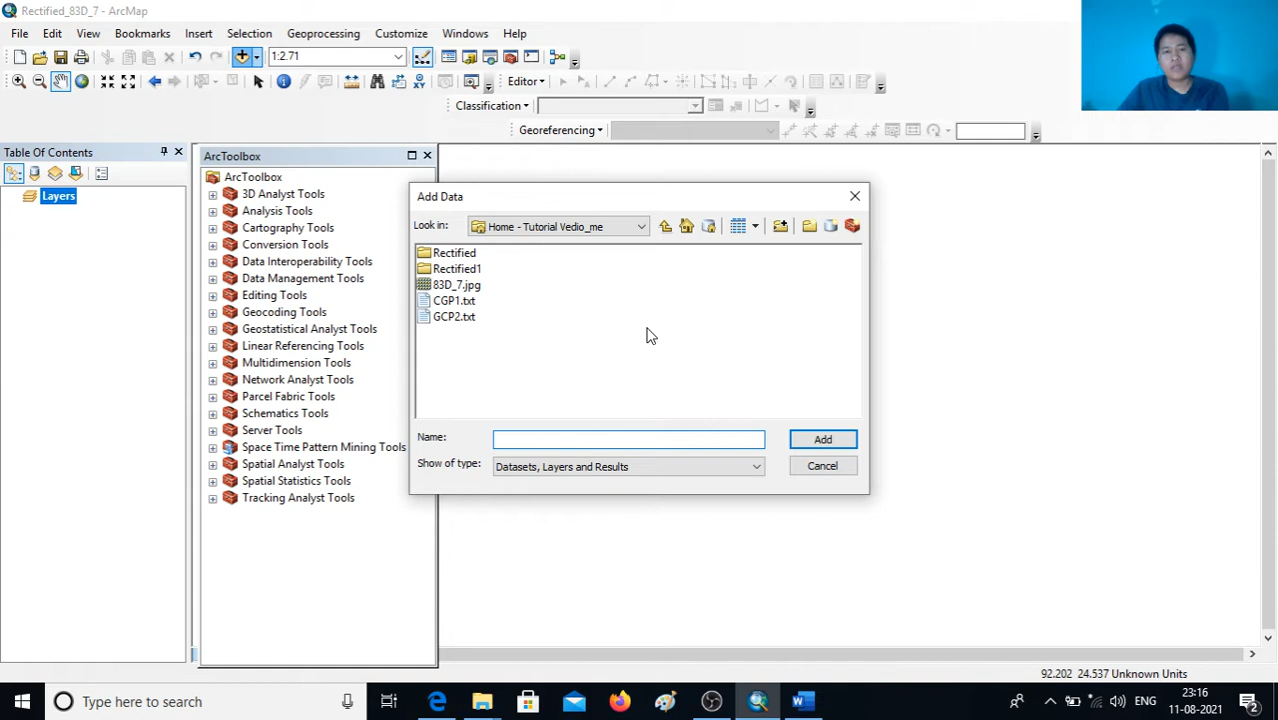 Rectified_83D_7 - ArcMap
File Edit View Bookmarks Insert Selection Geoprocessing Customize Windows Help
1:2.71
Editor
Classification
Georeferencing
Table Of Contents
Layers
ArcToolbox
ArcToolbox
3D Analyst Tools
Analysis Tools
Cartography Tools
Conversion Tools
Data Interoperability Tools
Data Management Tools
Editing Tools
Geocoding Tools
Geostatistical Analyst Tools
Linear Referencing Tools
Multidimension Tools
Network Analyst Tools
Parcel Fabric Tools
Schematics Tools
Server Tools
Space Time Pattern Mining Tools
Spatial Analyst Tools
Spatial Statistics Tools
Tracking Analyst Tools
Add Data
Look in: Home - Tutorial Vedio_me
Rectified
Rectified1
83D_7.jpg
CGP1.txt
GCP2.txt
Name: Add
Show of type: Datasets, Layers and Results Cancel
92.202 24.537 Unknown Units
Type here to search
ENG
23:16
11-08-2021
2